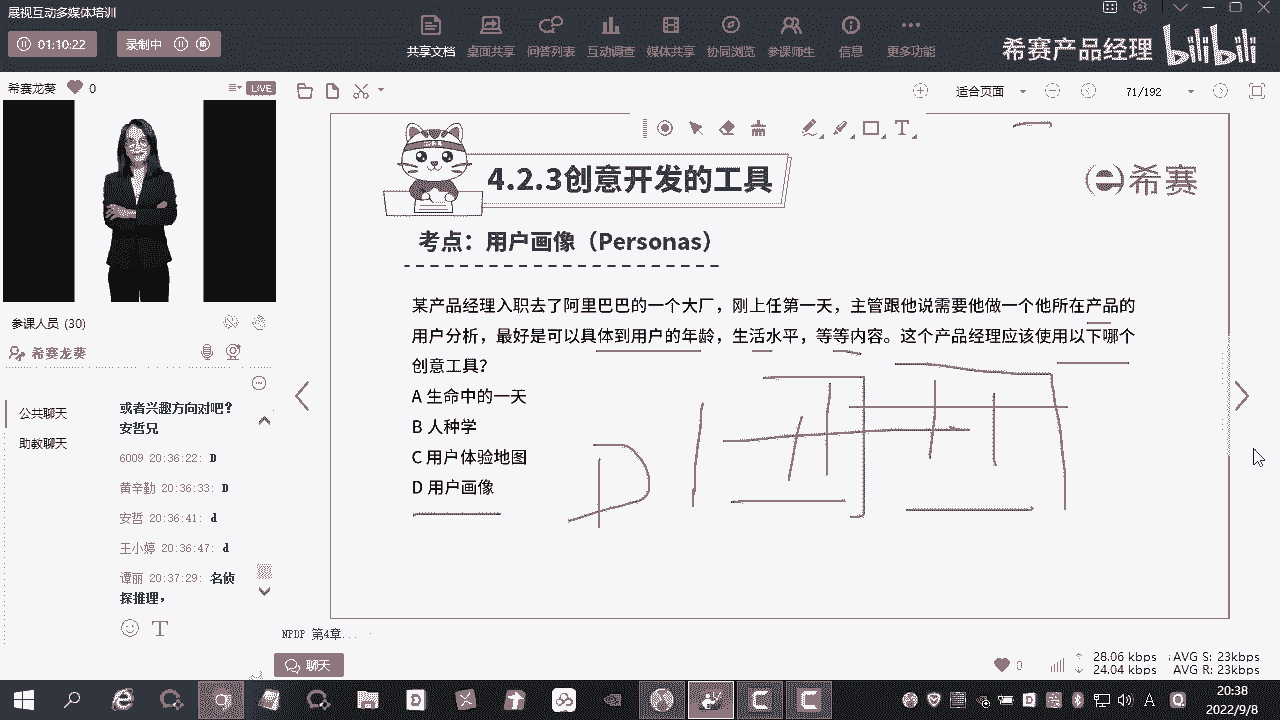 展视互动多媒体培训
01:10:22
录制中
共享文档
桌面共享
问答列表
互动调查
媒体共享
协同浏览
参课师生
信息
更多功能
希赛产品经理
bilibili
希赛龙葵
0
LIVE
适合页面
71/192
T
4.2.3创意开发的工具
希赛
考点：用户画像（Personas）
某产品经理入职去了阿里巴巴的一个大厂，刚上任第一天，主管跟他说需要他做一个他所在产品的
用户分析，最好是可以具体到用户的年龄，生活水平，等等内容。这个产品经理应该使用以下哪个
创意工具？
A 生命中的一天
B 人种学
C 用户体验地图
D 用户画像
D
参课人员 (30)
希赛龙葵
公共聊天
助教聊天
或者兴趣方向对吧？
安哲兄
6009 20:36:22: D
黄辛勤 20:36:33: D
安哲 20:36:41: d
王小婷 20:36:47: d
谭丽 20:37:29: 名侦
探推理，
T
NPDP 第4章...
聊天
0
28.06 kbps
AVG S: 23kbps
24.04 kbps
AVG R: 23kbps
20:38
2022/9/8